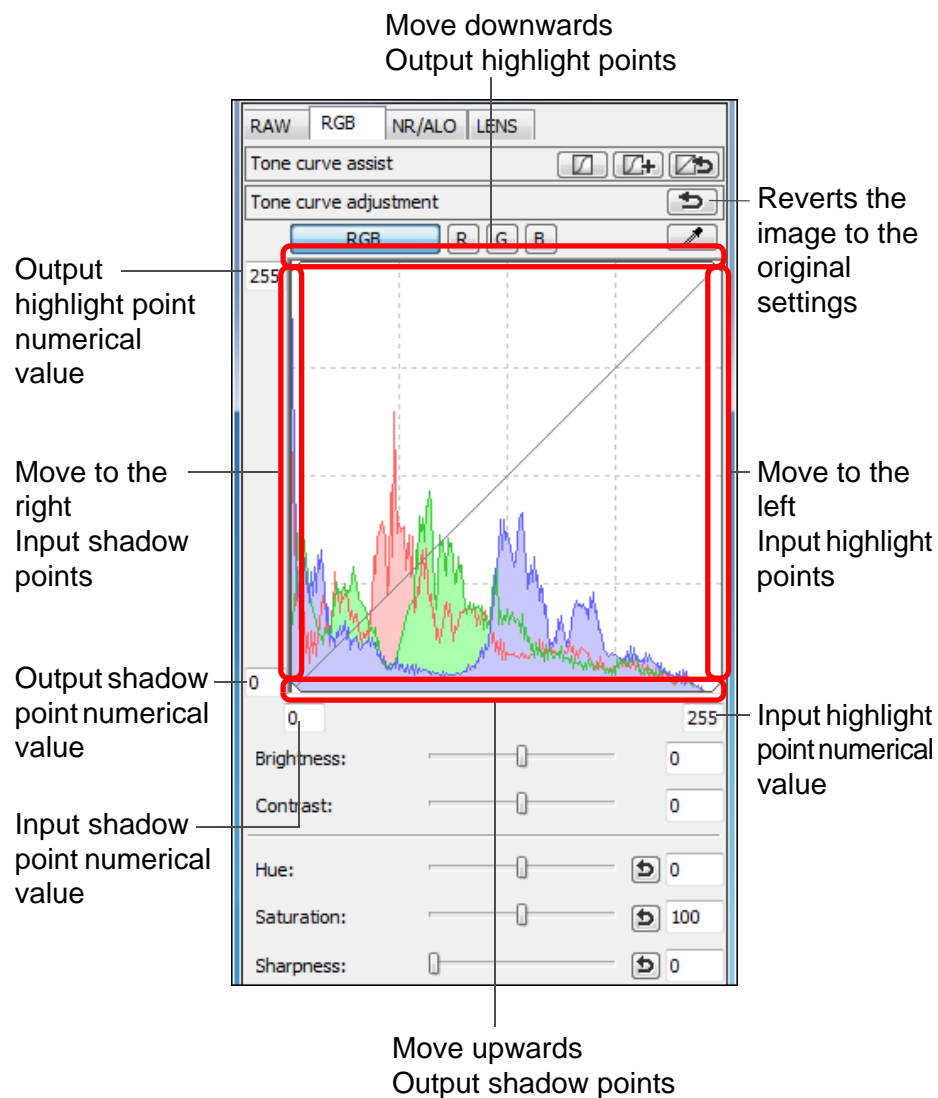 Move downwards
Output highlight points
RAW RGB NR/ALO LENS
Tone curve assist
Tone curve adjustment
RGB R G B
Reverts the
image to the
original
settings
Output
highlight point
numerical
value
255
Move to the
right
Input shadow
points
Move to the
left
Input highlight
points
Output shadow
point numerical
value
0
0
255
Input highlight
point numerical
value
Input shadow
point numerical
value
Brightness: 0
Contrast: 0
Hue: 0
Saturation: 100
Sharpness: 0
Move upwards
Output shadow points